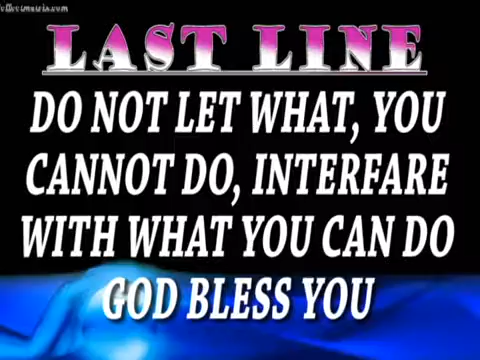 LAST LINE
DO NOT LET WHAT, YOU
CANNOT DO, INTERFARE
WITH WHAT YOU CAN DO
GOD BLESS YOU